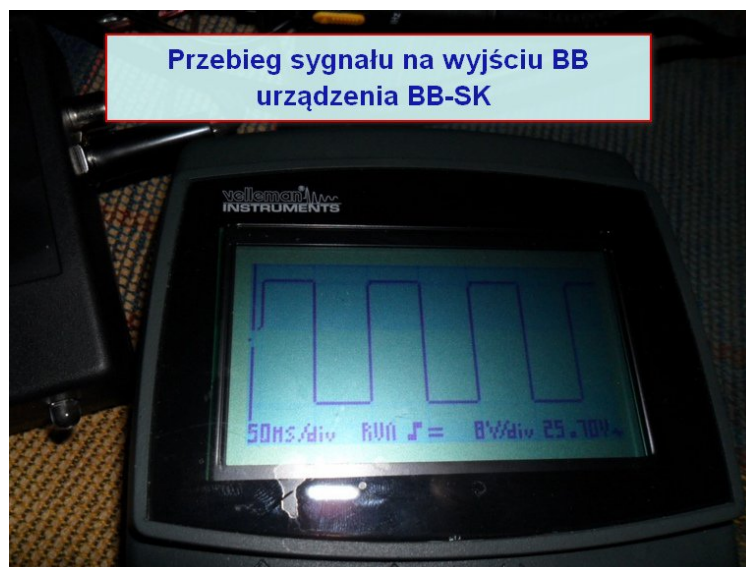 Przebieg sygnału na wyjściu BB
urządzenia BB-SK
velleman
INSTRUMENTS
50ms/div RUN = 8V/div 25.70V~